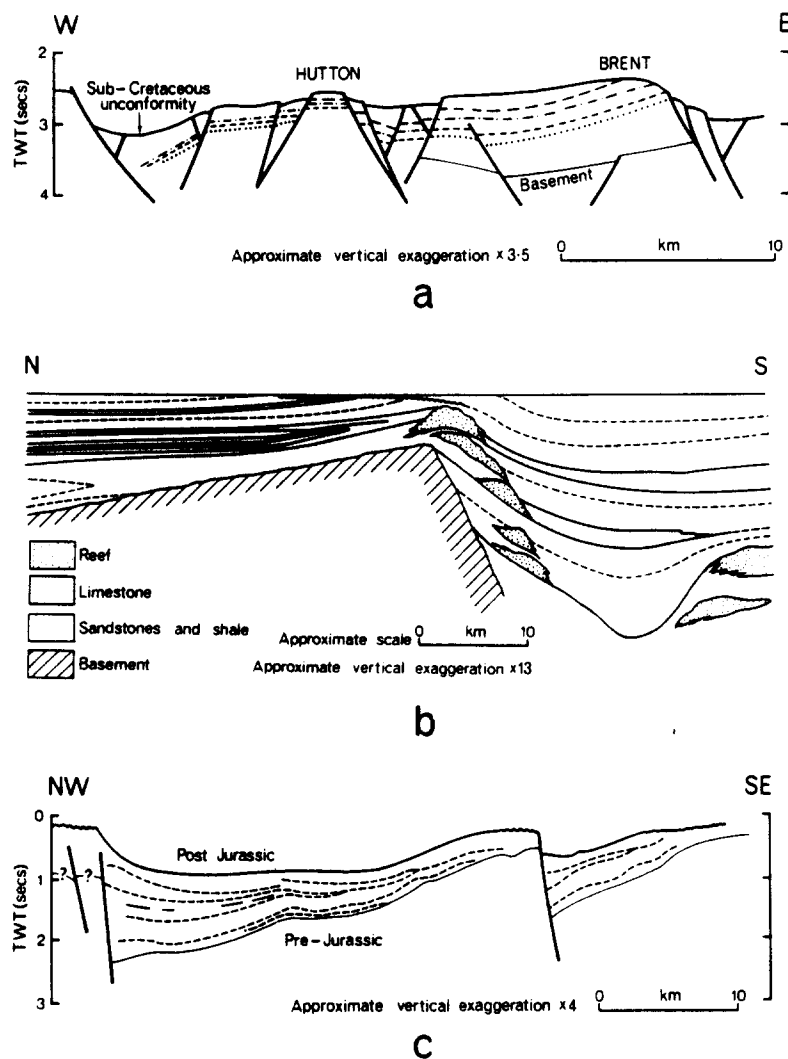 W
E
2
3
4
TWT (secs)
Sub-Cretaceous
unconformity
HUTTON
BRENT
Basement
Approximate vertical exaggeration x 3·5
0 km 10
a
N
S
Reef
Limestone
Sandstones and shale
Basement
Approximate scale
0 km 10
Approximate vertical exaggeration x13
b
NW
SE
0
1
2
3
TWT (secs)
? ?
Post Jurassic
Pre-Jurassic
Approximate vertical exaggeration x4
0 km 10
c